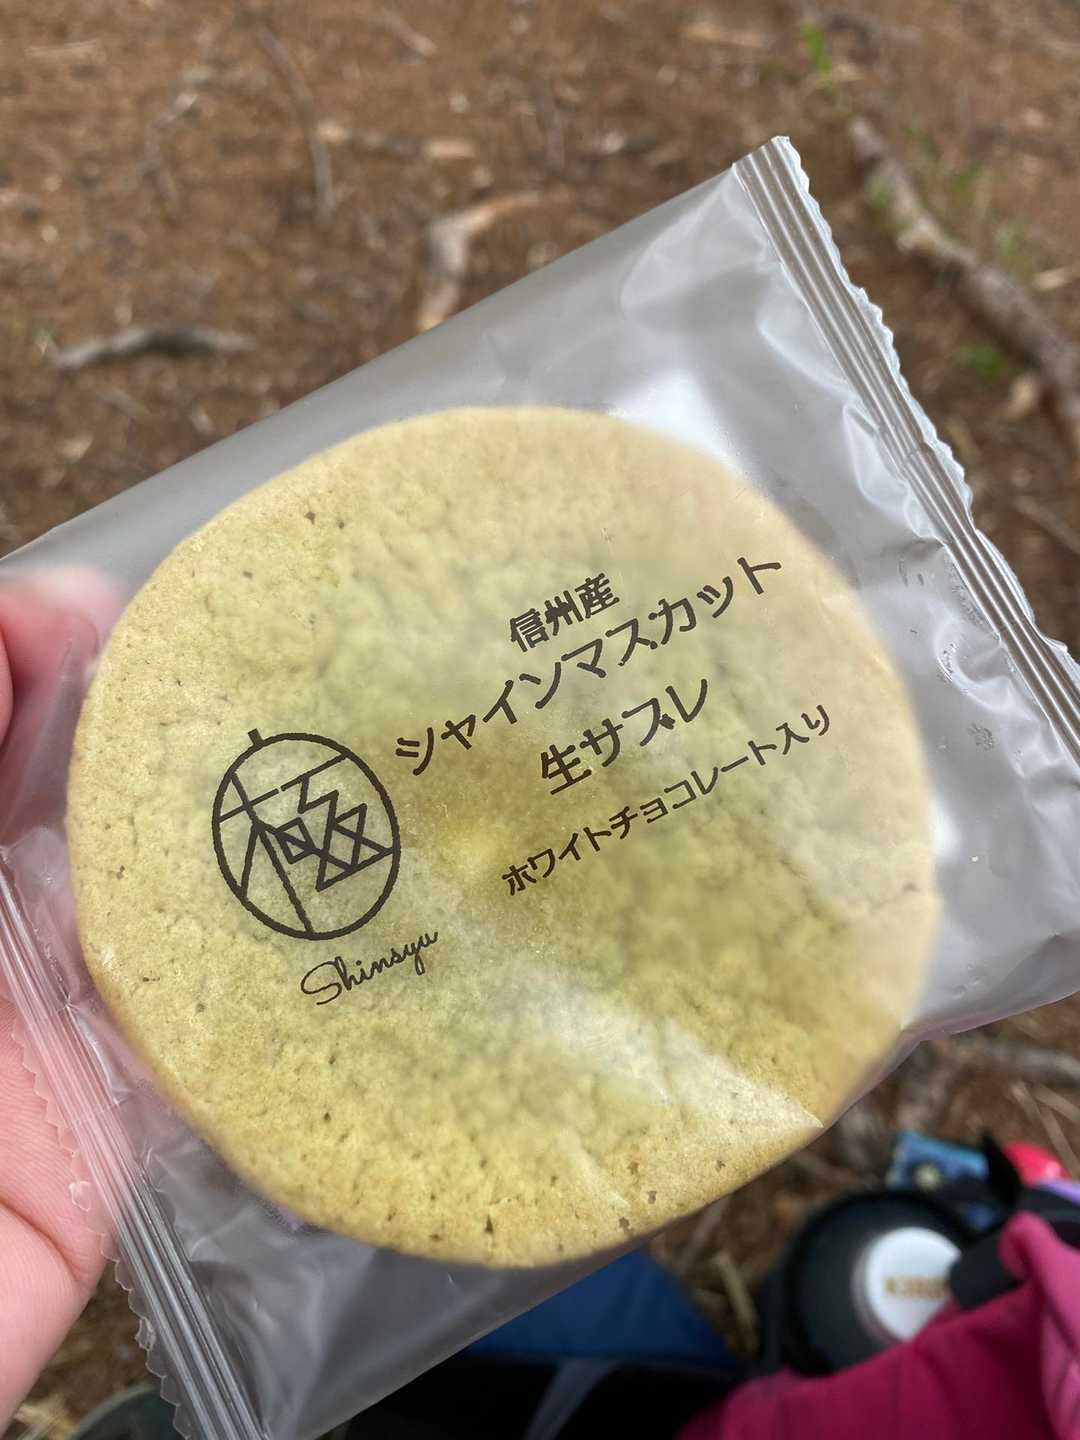 信州産
シャインマスカット
生サブレ
ホワイトチョコレート入り
極
Shinsyu